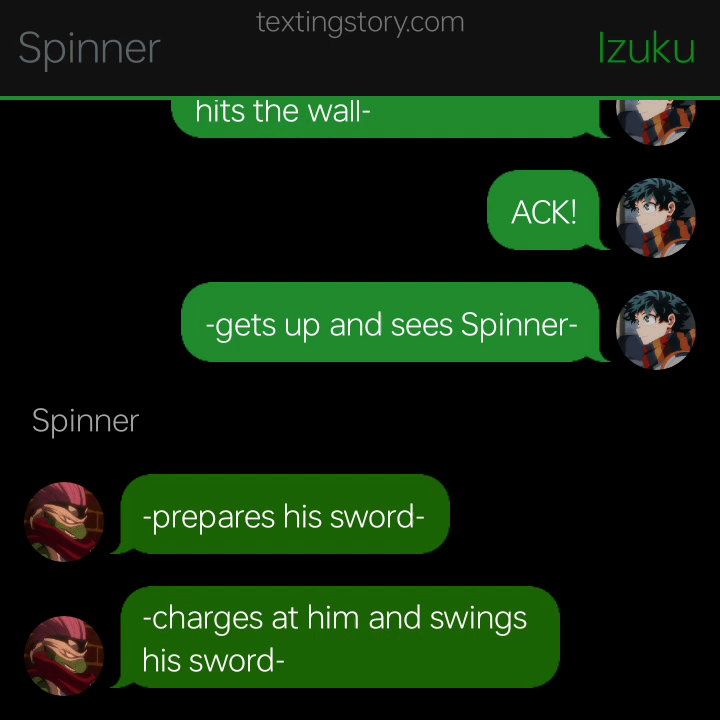 textingstory.com
Spinner
Izuku
hits the wall-
ACK!
-gets up and sees Spinner-
Spinner
-prepares his sword-
-charges at him and swings
his sword-